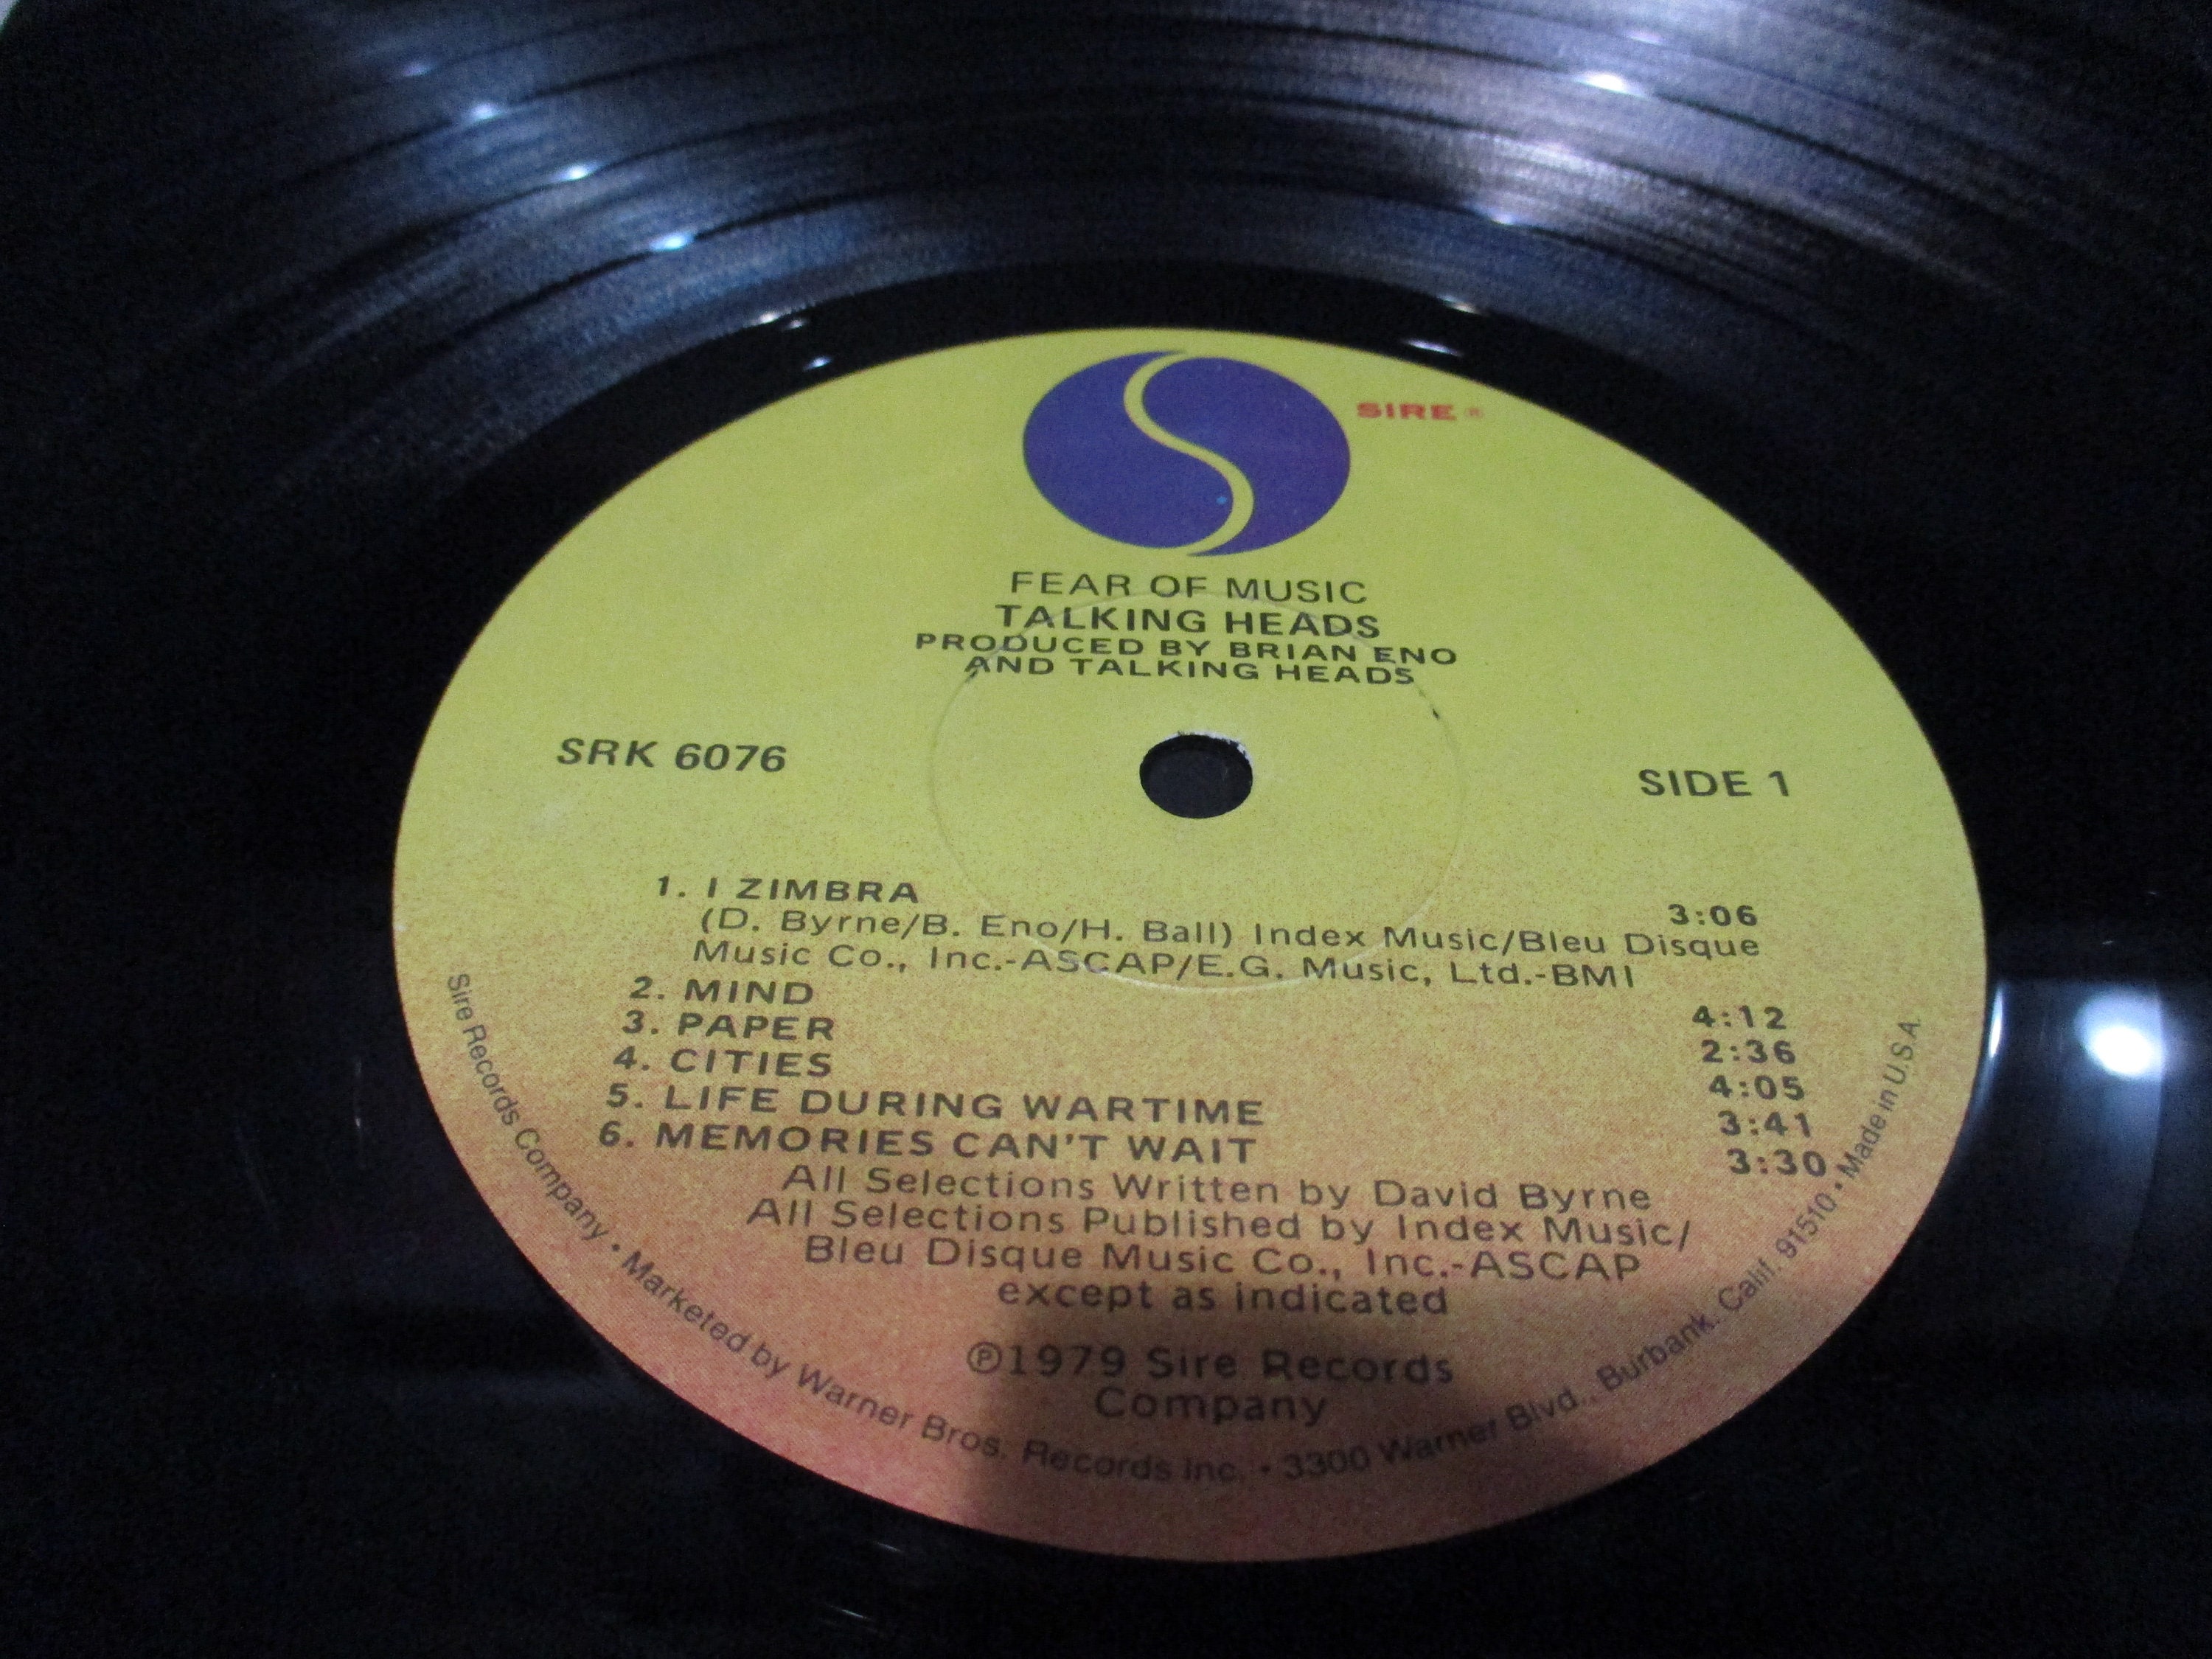 SIRE ®
FEAR OF MUSIC
TALKING HEADS
PRODUCED BY BRIAN ENO
AND TALKING HEADS
SRK 6076
SIDE 1
1. I ZIMBRA 3:06
(D. Byrne/B. Eno/H. Ball) Index Music/Bleu Disque
Music Co., Inc.-ASCAP/E.G. Music, Ltd.-BMI
2. MIND 4:12
3. PAPER 2:36
4. CITIES 4:05
5. LIFE DURING WARTIME 3:41
6. MEMORIES CAN'T WAIT 3:30
All Selections Written by David Byrne
All Selections Published by Index Music/
Bleu Disque Music Co., Inc.-ASCAP
except as indicated
℗1979 Sire Records
Company
Sire Records Company • Marketed by Warner Bros. Records Inc. • 3300 Warner Blvd., Burbank, Calif. 91510 • Made in U.S.A.